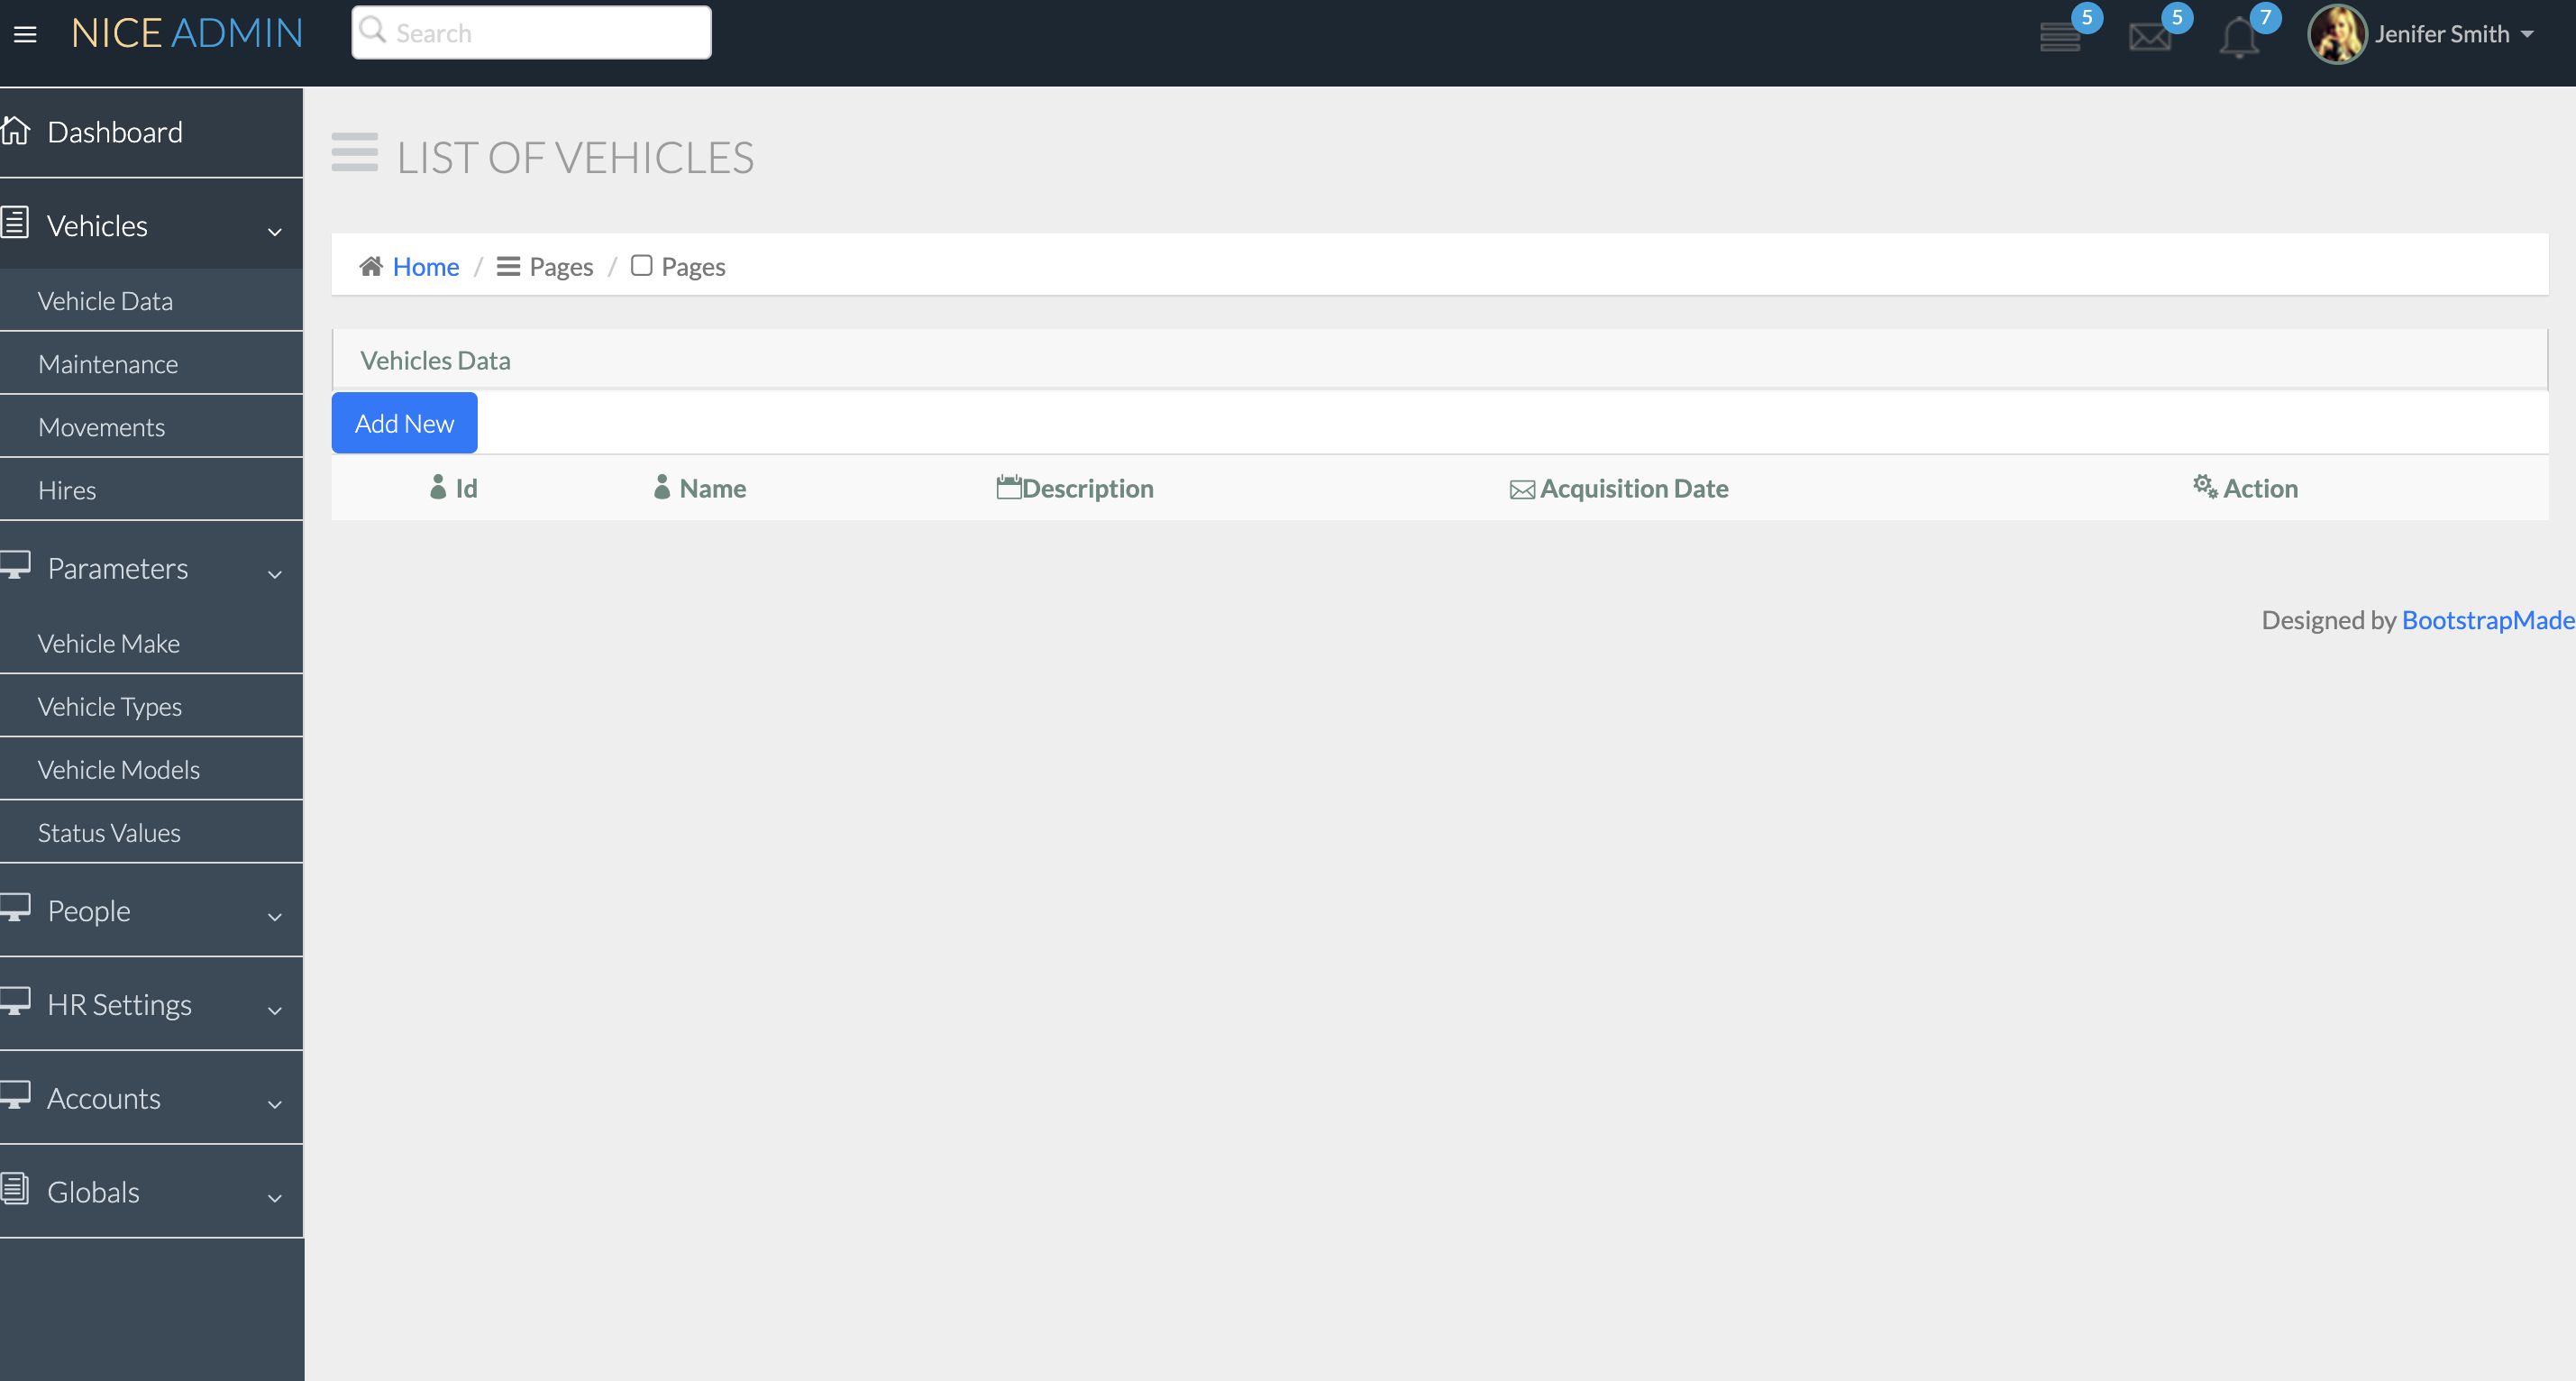 NICE ADMIN
Search
5
5
7
Jenifer Smith
Dashboard
Vehicles
Vehicle Data
Maintenance
Movements
Hires
Parameters
Vehicle Make
Vehicle Types
Vehicle Models
Status Values
People
HR Settings
Accounts
Globals
LIST OF VEHICLES
Home / Pages / Pages
Vehicles Data
Add New
Id Name Description Acquisition Date Action
Designed by BootstrapMade